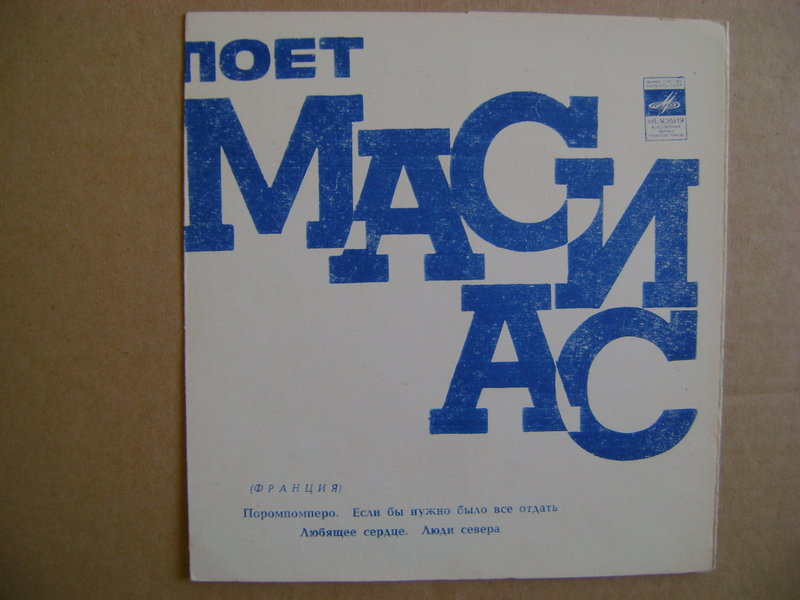 ПОЕТ
МАСИ
АС
МЕЛОДИЯ
(ФРАНЦИЯ)
Поромпомперо. Если бы нужно было все отдать
Любящее сердце. Люди севера